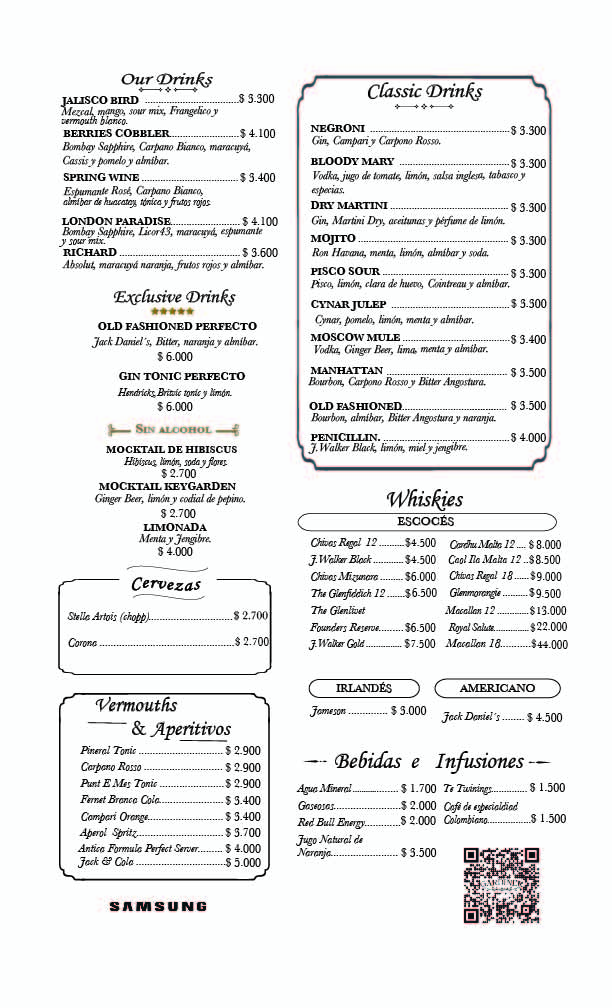 Our Drinks
JALISCO BIRD ............................$ 3.300
Mezcal, mango, sour mix, Frangelico y
vermouth blanco.
BERRIES COBBLER.....................$ 4.100
Bombay Sapphire, Carpano Bianco, maracuyá,
Cassis y pomelo y almíbar.
SPRING WINE .............................$ 3.400
Espumante Rosé, Carpano Bianco,
almíbar de huacatay, tónica y frutos rojos.
LONDON PARADISE..................... $ 4.100
Bombay Sapphire, Licor43, maracuyá, espumante
y sour mix.
RICHARD .................................... $ 3.600
Absolut, maracuyá naranja, frutos rojos y almíbar.
Exclusive Drinks
OLD FASHIONED PERFECTO
Jack Daniel´s, Bitter, naranja y almíbar.
$ 6.000
GIN TONIC PERFECTO
Hendricks, Britvic tonic y limón.
$ 6.000
SIN ALCOHOL
MOCKTAIL DE HIBISCUS
Hibiscus, limón, soda y flores.
$ 2.700
MOCKTAIL KEYGARDEN
Ginger Beer, limón y codial de pepino.
$ 2.700
LIMONADA
Menta y Jengibre.
$ 4.000
Cervezas
Stella Artois (chopp)..........................$ 2.700
Corona ..........................................$ 2.700
Vermouths
& Aperitivos
Pineral Tonic .......................... $ 2.900
Carpano Rosso ........................ $ 2.900
Punt E Mes Tonic .................... $ 2.900
Fernet Branca Cola.................... $ 3.400
Campari Orange........................ $ 3.400
Aperol Spritz........................... $ 3.700
Antica Formula Perfect Server......... $ 4.000
Jack & Cola ...........................$ 5.000
SAMSUNG
Classic Drinks
NEGRONI ..........................................$ 3.300
Gin, Campari y Carpono Rosso.
BLOODY MARY .................................$ 3.300
Vodka, jugo de tomate, limón, salsa inglesa, tabasco y
especias.
DRY MARTINI ................................... $ 3.300
Gin, Martini Dry, aceitunas y pérfume de limón.
MOJITO ............................................. $ 3.300
Ron Havana, menta, limón, almíbar y soda.
PISCO SOUR ...................................... $ 3.300
Pisco, limón, clara de huevo, Cointreau y almíbar.
CYNAR JULEP ................................... $ 3.300
Cynar, pomelo, limón, menta y almíbar.
MOSCOW MULE ................................$ 3.400
Vodka, Ginger Beer, lima, menta y almíbar.
MANHATTAN .................................... $ 3.500
Bourbon, Carpono Rosso y Bitter Angostura.
OLD FASHIONED............................... $ 3.500
Bourbon, almíbar, Bitter Angostura y naranja.
PENICILLIN. ...................................... $ 4.000
J.Walker Black, limón, miel y jengibre.
Whiskies
ESCOCÉS
Chivas Regal 12 ..........$4.500
J.Walker Black ............$4.500
Chivas Mizunara .......... $6.000
The Glenfiddich 12 .......$6.500
The Glenlivet
Founders Reserve.......... $6.500
J.Walker Gold ............... $7.500
Cardhu Malta 12 .... $ 8.000
Caol Ila Malta 12 ..$8.500
Chivas Regal 18 ......$9.000
Glenmorangie ..........$9.500
Macallan 12 ............$13.000
Royal Salute..............$22.000
Macallan 18............$44.000
IRLANDÉS
Jameson .............. $ 3.000
AMERICANO
Jack Daniel´s ........ $ 4.500
Bebidas e Infusiones
Agua Mineral................... $ 1.700
Gaseosas..........................$ 2.000
Red Bull Energy..............$ 2.000
Jugo Natural de
Naranja.......................... $ 3.500
Te Twinings.............. $ 1.500
Café de especialdiad
Colombiano................$ 1.500